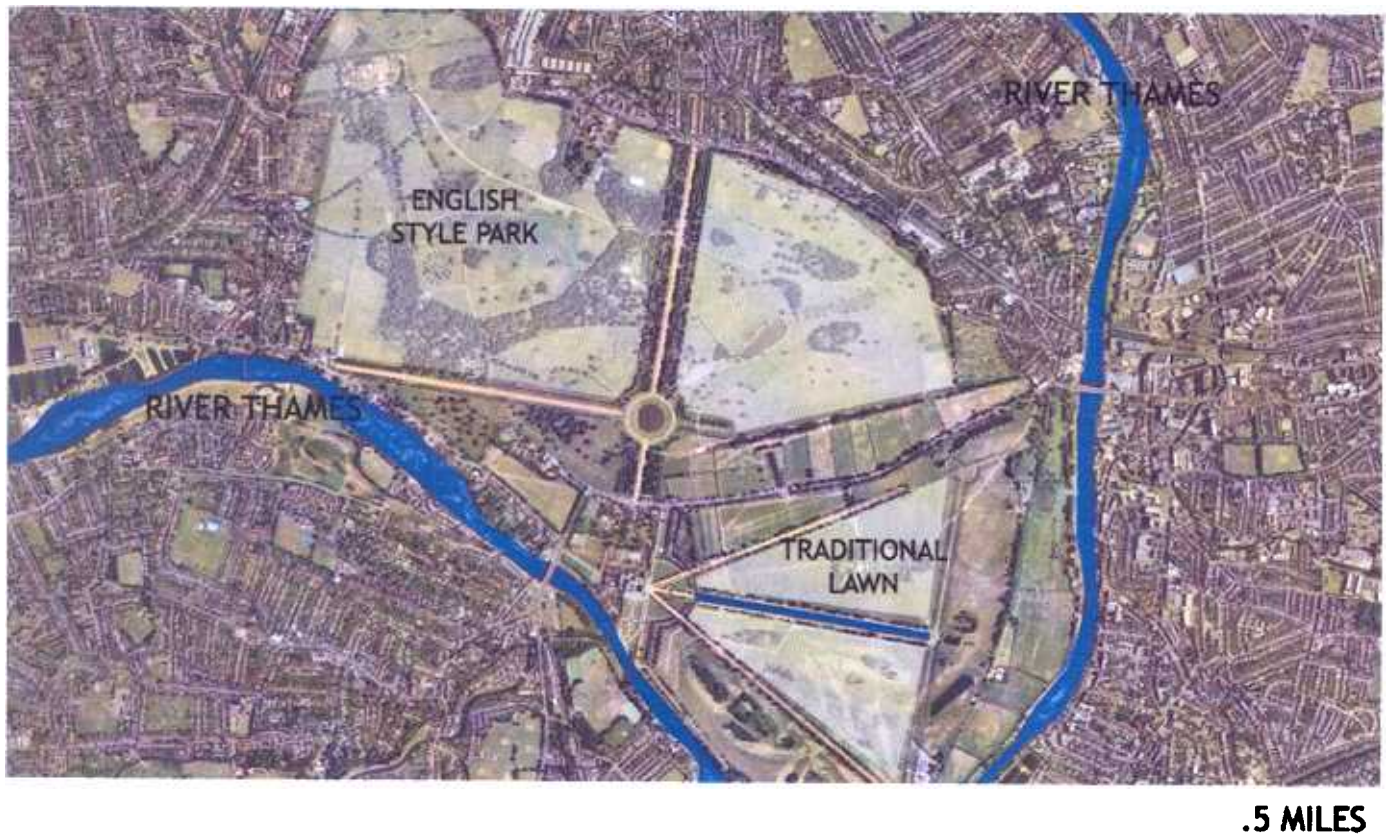 RIVER THAMES
ENGLISH
STYLE PARK
RIVER THAMES
TRADITIONAL
LAWN
.5 MILES